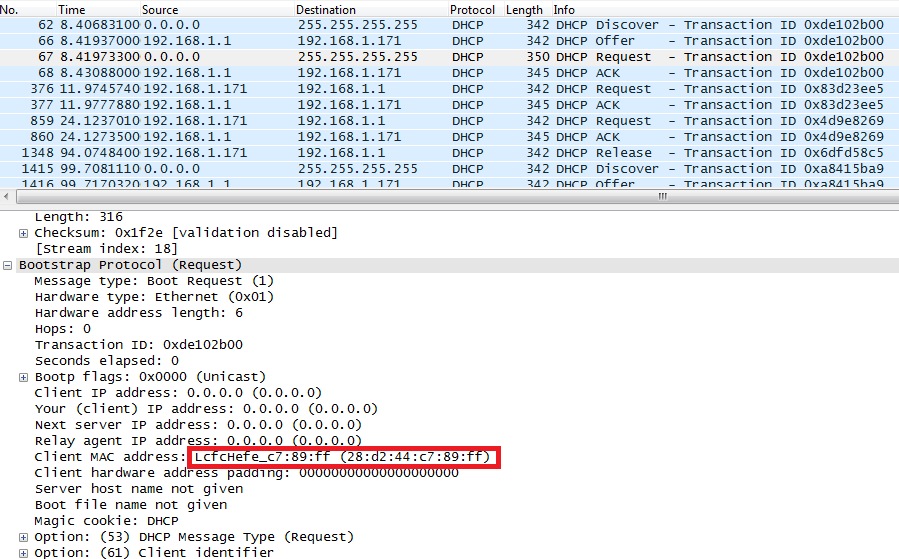 No. Time Source Destination Protocol Length Info
62 8.40683100 0.0.0.0 255.255.255.255 DHCP 342 DHCP Discover - Transaction ID 0xde102b00
66 8.41937000 192.168.1.1 192.168.1.171 DHCP 342 DHCP Offer - Transaction ID 0xde102b00
67 8.41973300 0.0.0.0 255.255.255.255 DHCP 350 DHCP Request - Transaction ID 0xde102b00
68 8.43088000 192.168.1.1 192.168.1.171 DHCP 345 DHCP ACK - Transaction ID 0xde102b00
376 11.9745740 192.168.1.171 192.168.1.1 DHCP 342 DHCP Request - Transaction ID 0x83d23ee5
377 11.9777880 192.168.1.1 192.168.1.171 DHCP 345 DHCP ACK - Transaction ID 0x83d23ee5
859 24.1237010 192.168.1.171 192.168.1.1 DHCP 342 DHCP Request - Transaction ID 0x4d9e8269
860 24.1273500 192.168.1.1 192.168.1.171 DHCP 345 DHCP ACK - Transaction ID 0x4d9e8269
1348 94.0748400 192.168.1.171 192.168.1.1 DHCP 342 DHCP Release - Transaction ID 0x6dfd58c5
1415 99.7081110 0.0.0.0 255.255.255.255 DHCP 342 DHCP Discover - Transaction ID 0xa8415ba9
1416 99.7170320 192.168.1.1 192.168.1.171 DHCP 342 DHCP Offer - Transaction ID 0xa8415ba9
Length: 316
Checksum: 0x1f2e [validation disabled]
[Stream index: 18]
Bootstrap Protocol (Request)
Message type: Boot Request (1)
Hardware type: Ethernet (0x01)
Hardware address length: 6
Hops: 0
Transaction ID: 0xde102b00
Seconds elapsed: 0
Bootp flags: 0x0000 (Unicast)
Client IP address: 0.0.0.0 (0.0.0.0)
Your (client) IP address: 0.0.0.0 (0.0.0.0)
Next server IP address: 0.0.0.0 (0.0.0.0)
Relay agent IP address: 0.0.0.0 (0.0.0.0)
Client MAC address: LcfcHefe_c7:89:ff (28:d2:44:c7:89:ff)
Client hardware address padding: 00000000000000000000
Server host name not given
Boot file name not given
Magic cookie: DHCP
Option: (53) DHCP Message Type (Request)
Option: (61) Client identifier